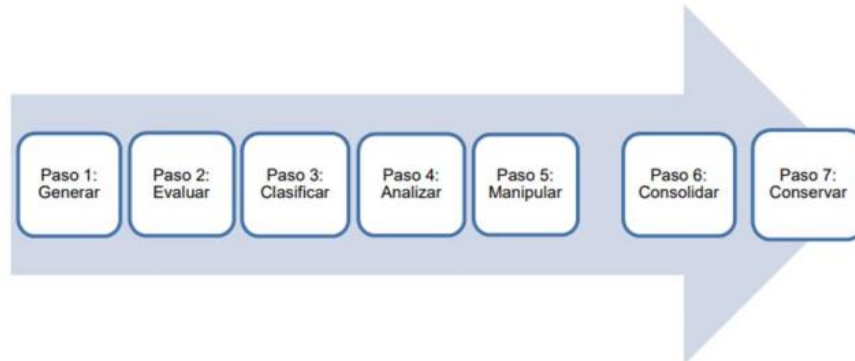 Paso 1:
Generar
Paso 2:
Evaluar
Paso 3:
Clasificar
Paso 4:
Analizar
Paso 5:
Manipular
Paso 6:
Consolidar
Paso 7:
Conservar